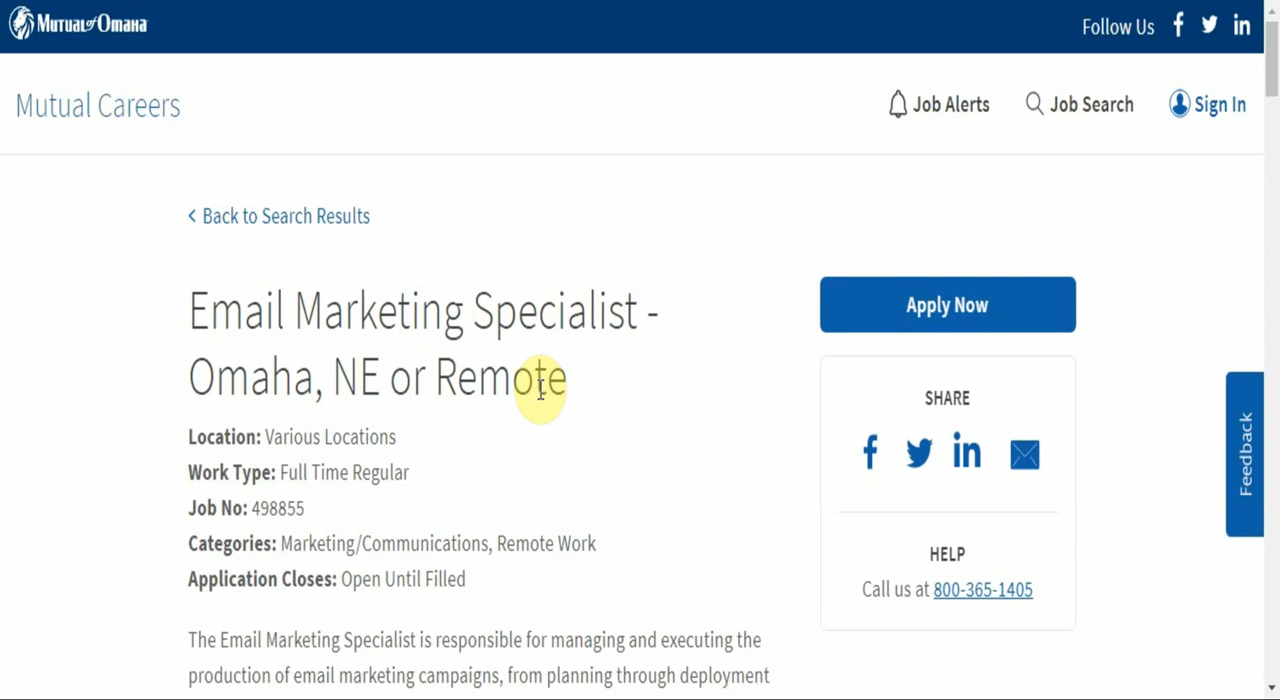 Mutual of Omaha
Follow Us
Mutual Careers
Job Alerts
Job Search
Sign In
< Back to Search Results
Email Marketing Specialist -
Omaha, NE or Remote
Location: Various Locations
Work Type: Full Time Regular
Job No: 498855
Categories: Marketing/Communications, Remote Work
Application Closes: Open Until Filled
The Email Marketing Specialist is responsible for managing and executing the
production of email marketing campaigns, from planning through deployment
Apply Now
SHARE
HELP
Call us at 800-365-1405
Feedback